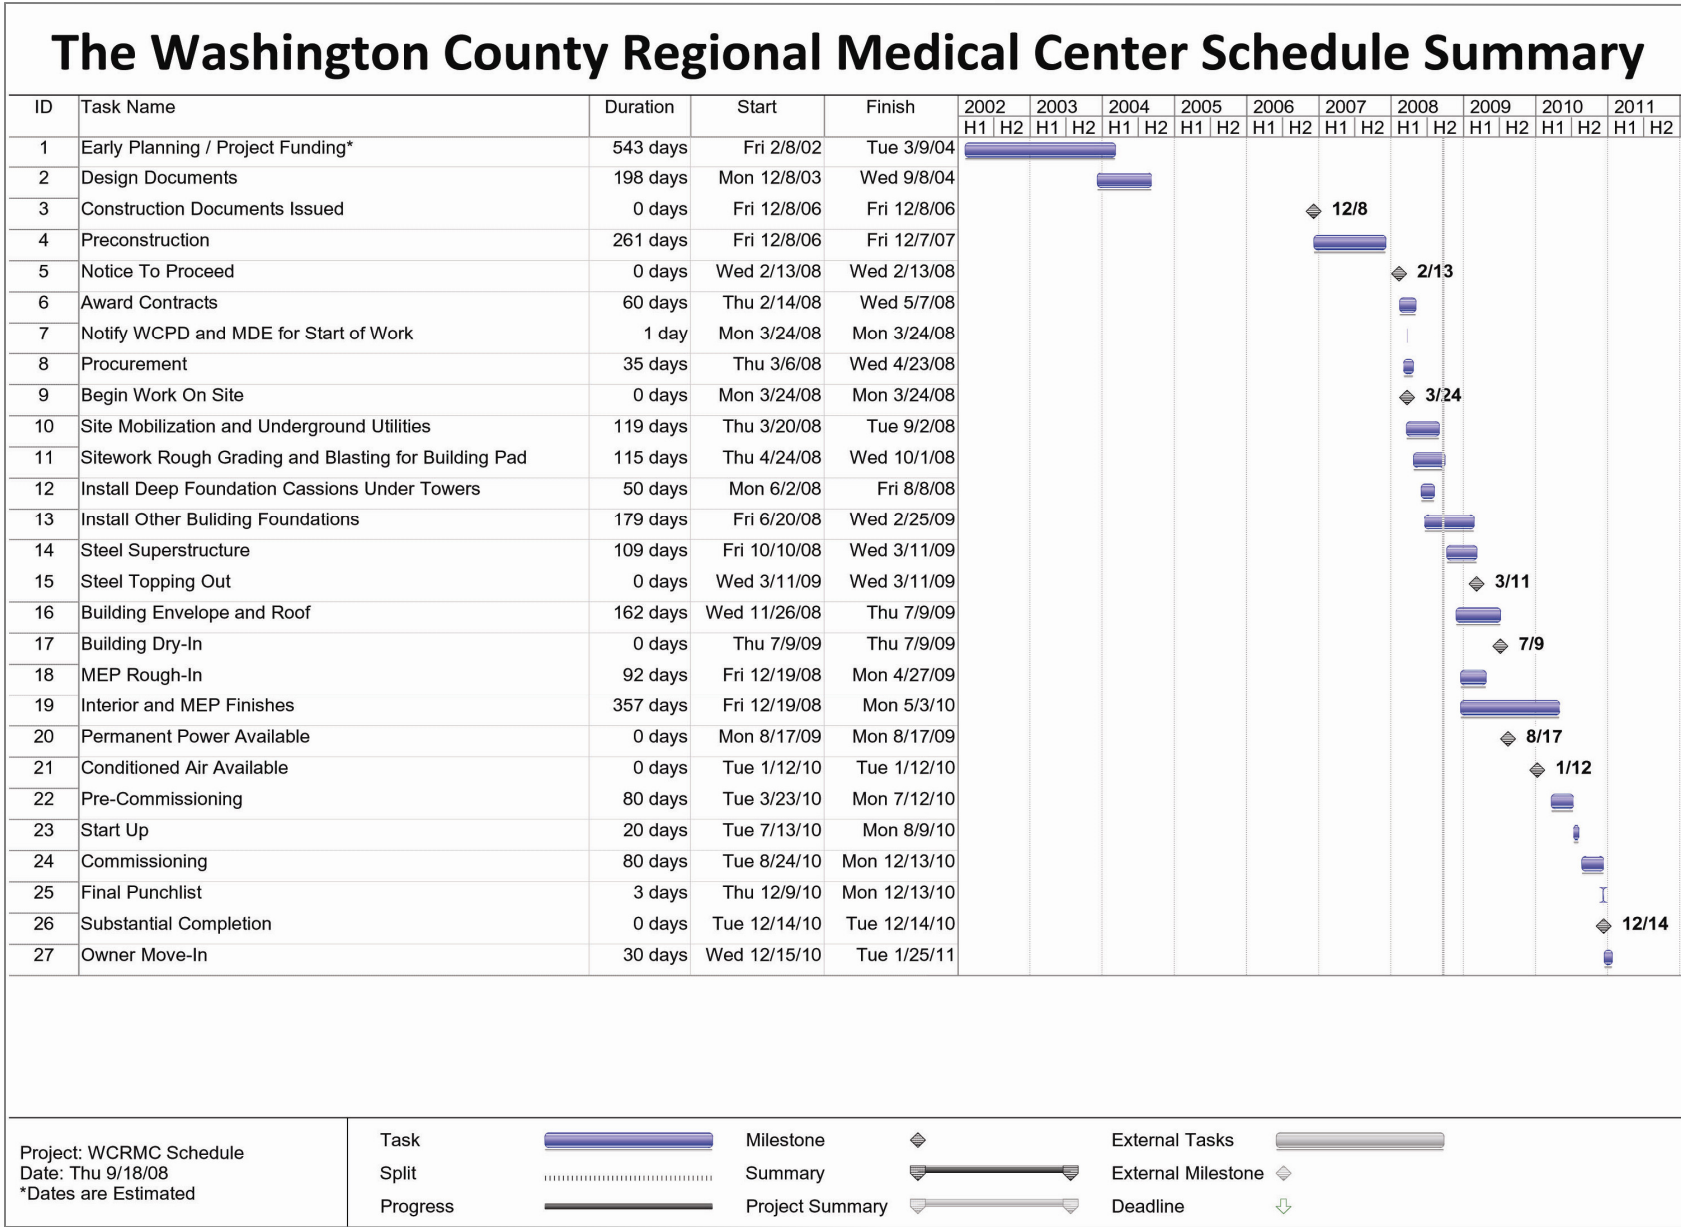 The Washington County Regional Medical Center Schedule Summary
ID Task Name Duration Start Finish 2002 2003 2004 2005 2006 2007 2008 2009 2010 2011
H1 H2 H1 H2 H1 H2 H1 H2 H1 H2 H1 H2 H1 H2 H1 H2 H1 H2 H1 H2
1 Early Planning / Project Funding* 543 days Fri 2/8/02 Tue 3/9/04
2 Design Documents 198 days Mon 12/8/03 Wed 9/8/04
3 Construction Documents Issued 0 days Fri 12/8/06 Fri 12/8/06 12/8
4 Preconstruction 261 days Fri 12/8/06 Fri 12/7/07
5 Notice To Proceed 0 days Wed 2/13/08 Wed 2/13/08 2/13
6 Award Contracts 60 days Thu 2/14/08 Wed 5/7/08
7 Notify WCPD and MDE for Start of Work 1 day Mon 3/24/08 Mon 3/24/08
8 Procurement 35 days Thu 3/6/08 Wed 4/23/08
9 Begin Work On Site 0 days Mon 3/24/08 Mon 3/24/08 3/24
10 Site Mobilization and Underground Utilities 119 days Thu 3/20/08 Tue 9/2/08
11 Sitework Rough Grading and Blasting for Building Pad 115 days Thu 4/24/08 Wed 10/1/08
12 Install Deep Foundation Cassions Under Towers 50 days Mon 6/2/08 Fri 8/8/08
13 Install Other Buliding Foundations 179 days Fri 6/20/08 Wed 2/25/09
14 Steel Superstructure 109 days Fri 10/10/08 Wed 3/11/09
15 Steel Topping Out 0 days Wed 3/11/09 Wed 3/11/09 3/11
16 Building Envelope and Roof 162 days Wed 11/26/08 Thu 7/9/09
17 Building Dry-In 0 days Thu 7/9/09 Thu 7/9/09 7/9
18 MEP Rough-In 92 days Fri 12/19/08 Mon 4/27/09
19 Interior and MEP Finishes 357 days Fri 12/19/08 Mon 5/3/10
20 Permanent Power Available 0 days Mon 8/17/09 Mon 8/17/09 8/17
21 Conditioned Air Available 0 days Tue 1/12/10 Tue 1/12/10 1/12
22 Pre-Commissioning 80 days Tue 3/23/10 Mon 7/12/10
23 Start Up 20 days Tue 7/13/10 Mon 8/9/10
24 Commissioning 80 days Tue 8/24/10 Mon 12/13/10
25 Final Punchlist 3 days Thu 12/9/10 Mon 12/13/10
26 Substantial Completion 0 days Tue 12/14/10 Tue 12/14/10 12/14
27 Owner Move-In 30 days Wed 12/15/10 Tue 1/25/11
Project: WCRMC Schedule
Date: Thu 9/18/08
*Dates are Estimated
Task Milestone External Tasks
Split Summary External Milestone
Progress Project Summary Deadline